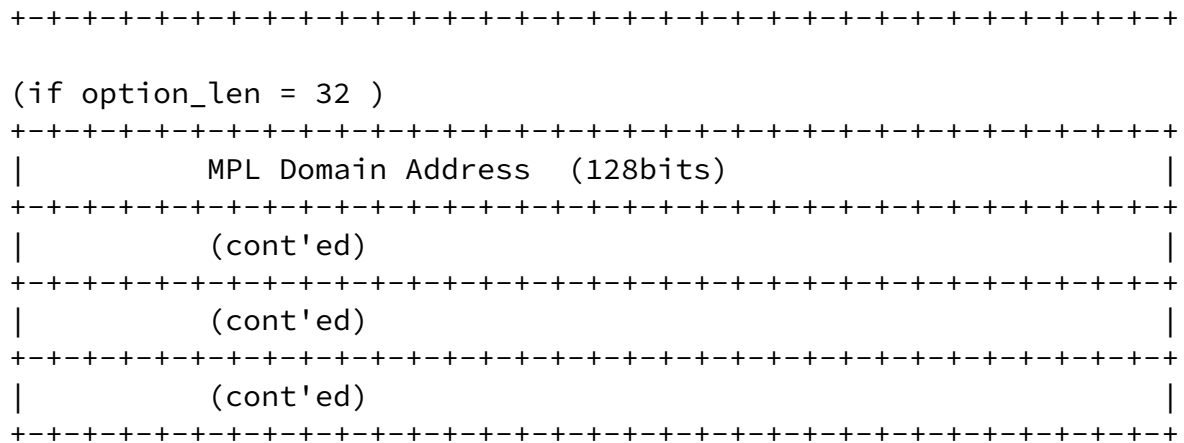 +-+-+-+-+-+-+-+-+-+-+-+-+-+-+-+-+-+-+-+-+-+-+-+-+-+-+-+-+-+-+-+-+
(if option_len = 32 )
+-+-+-+-+-+-+-+-+-+-+-+-+-+-+-+-+-+-+-+-+-+-+-+-+-+-+-+-+-+-+-+-+
|          MPL Domain Address  (128bits)                        |
+-+-+-+-+-+-+-+-+-+-+-+-+-+-+-+-+-+-+-+-+-+-+-+-+-+-+-+-+-+-+-+-+
|          (cont'ed)                                            |
+-+-+-+-+-+-+-+-+-+-+-+-+-+-+-+-+-+-+-+-+-+-+-+-+-+-+-+-+-+-+-+-+
|          (cont'ed)                                            |
+-+-+-+-+-+-+-+-+-+-+-+-+-+-+-+-+-+-+-+-+-+-+-+-+-+-+-+-+-+-+-+-+
|          (cont'ed)                                            |
+-+-+-+-+-+-+-+-+-+-+-+-+-+-+-+-+-+-+-+-+-+-+-+-+-+-+-+-+-+-+-+-+